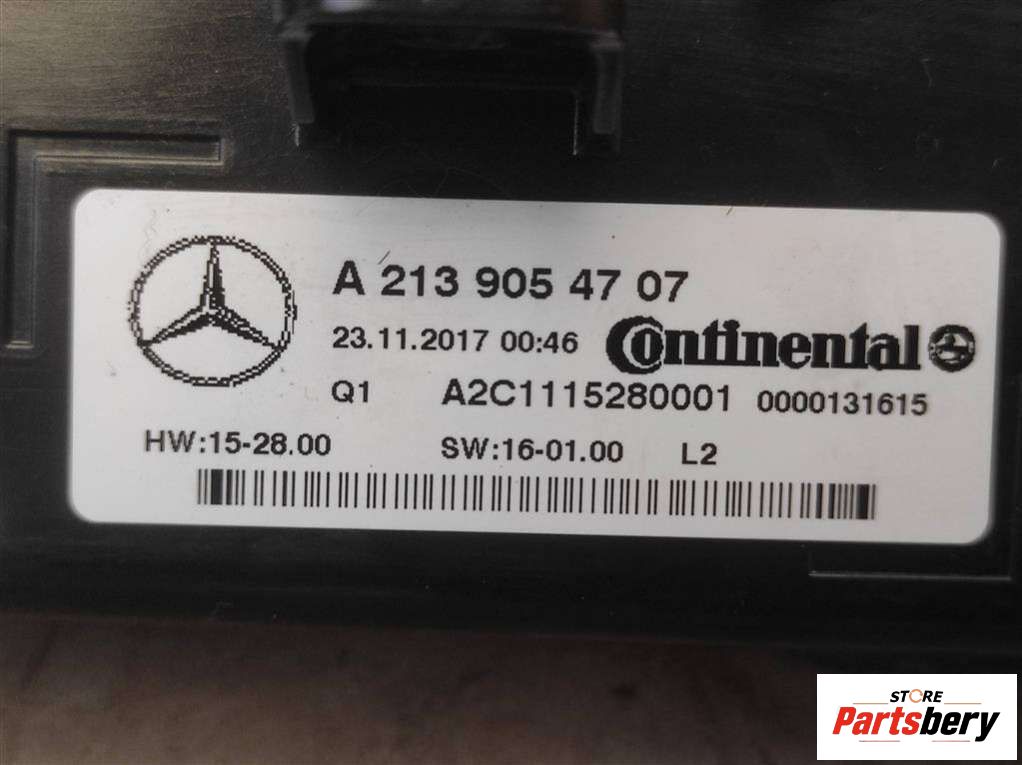 A 213 905 47 07
23.11.2017 00:46 Continental
Q1 A2C1115280001 0000131615
HW:15-28.00 SW:16-01.00 L2
STORE
Partsbery